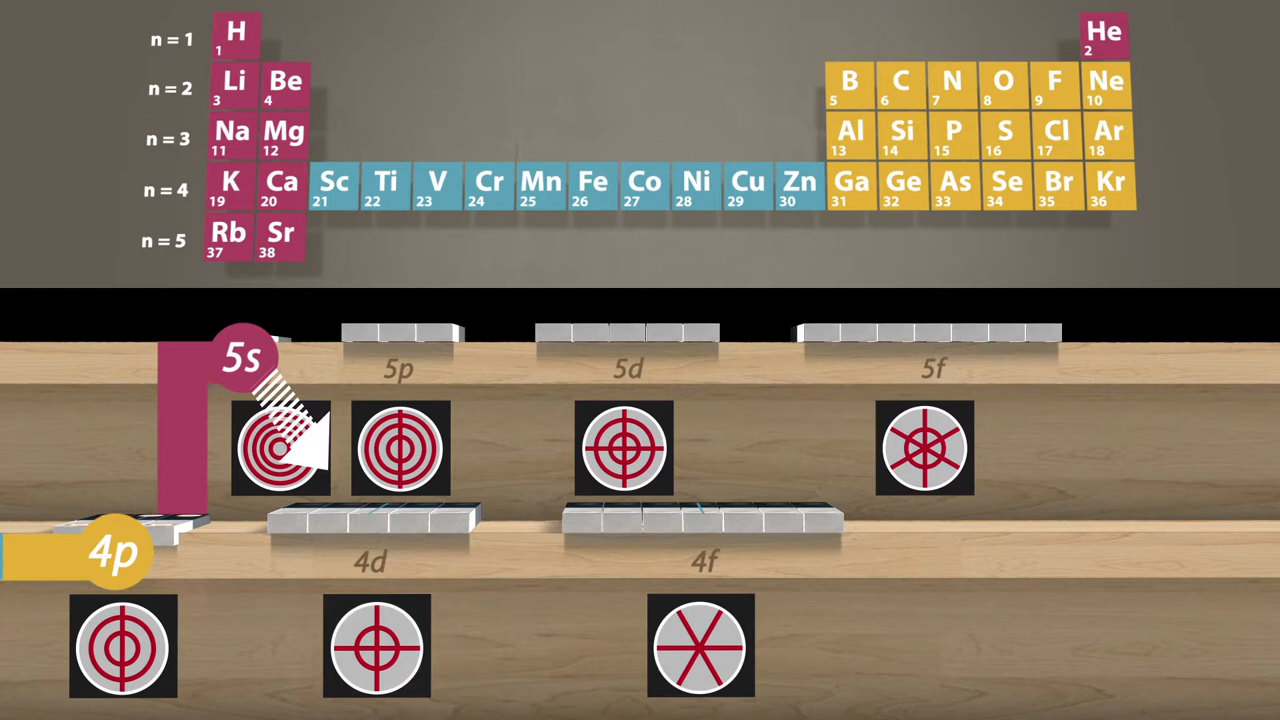 n = 1 H 1 He 2
n = 2 Li 3 Be 4 B 5 C 6 N 7 O 8 F 9 Ne 10
n = 3 Na 11 Mg 12 Al 13 Si 14 P 15 S 16 Cl 17 Ar 18
n = 4 K 19 Ca 20 Sc 21 Ti 22 V 23 Cr 24 Mn 25 Fe 26 Co 27 Ni 28 Cu 29 Zn 30 Ga 31 Ge 32 As 33 Se 34 Br 35 Kr 36
n = 5 Rb 37 Sr 38
5s 5p 5d 5f
4p 4d 4f